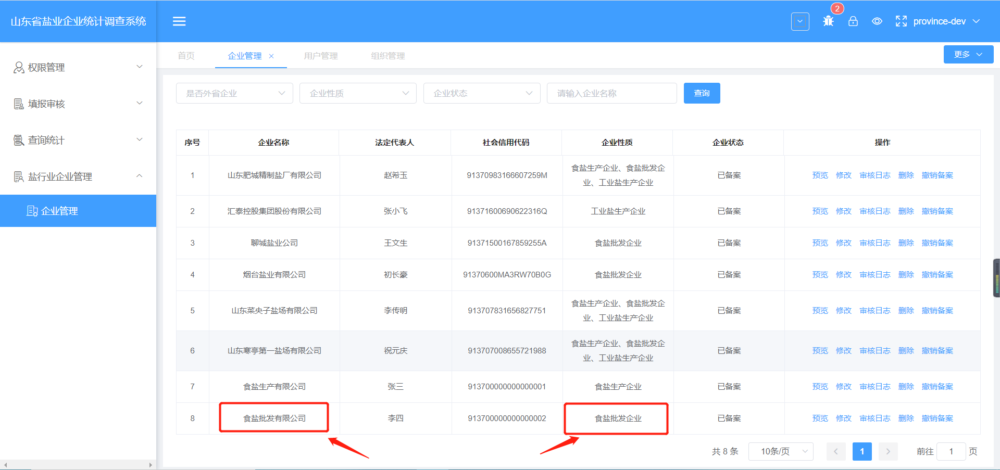 山东省盐业企业统计调查系统
2
province-dev
权限管理
填报审核
查询统计
盐行业企业管理
企业管理
首页 企业管理 × 用户管理 组织管理
更多
是否外省企业 企业性质 企业状态 请输入企业名称 查询
序号 企业名称 法定代表人 社会信用代码 企业性质 企业状态 操作
1 山东肥城精制盐厂有限公司 赵希玉 91370983166607259M 食盐生产企业、食盐批发企
业、工业盐生产企业 已备案 预览 修改 审核日志 删除 撤销备案
2 汇泰控股集团股份有限公司 张小飞 91371600690622316Q 工业盐生产企业 已备案 预览 修改 审核日志 删除 撤销备案
3 聊城盐业公司 王文生 91371500167859255A 食盐批发企业 已备案 预览 修改 审核日志 删除 撤销备案
4 烟台盐业有限公司 初长豪 91370600MA3RW70B0G 食盐批发企业 已备案 预览 修改 审核日志 删除 撤销备案
5 山东菜央子盐场有限公司 李传明 913707831656827751 食盐生产企业、食盐批发企
业、工业盐生产企业 已备案 预览 修改 审核日志 删除 撤销备案
6 山东寒亭第一盐场有限公司 祝元庆 913707008655721988 食盐生产企业、食盐批发企
业、工业盐生产企业 已备案 预览 修改 审核日志 删除 撤销备案
7 食盐生产有限公司 张三 913700000000000001 食盐生产企业 已备案 预览 修改 审核日志 删除 撤销备案
8 食盐批发有限公司 李四 913700000000000002 食盐批发企业 已备案 预览 修改 审核日志 删除 撤销备案
共 8 条 10条/页 1 前往 1 页